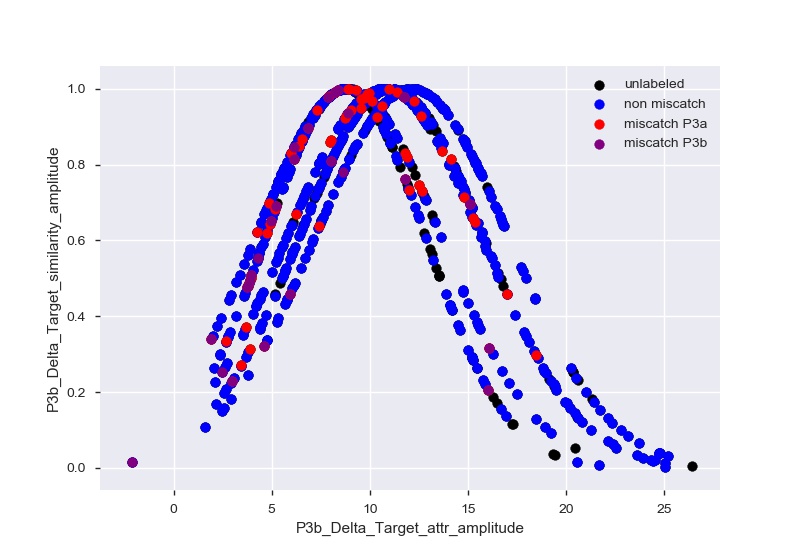 1.0
0.8
0.6
0.4
0.2
0.0
P3b_Delta_Target_similarity_amplitude
unlabeled
non miscatch
miscatch P3a
miscatch P3b
0 5 10 15 20 25
P3b_Delta_Target_attr_amplitude